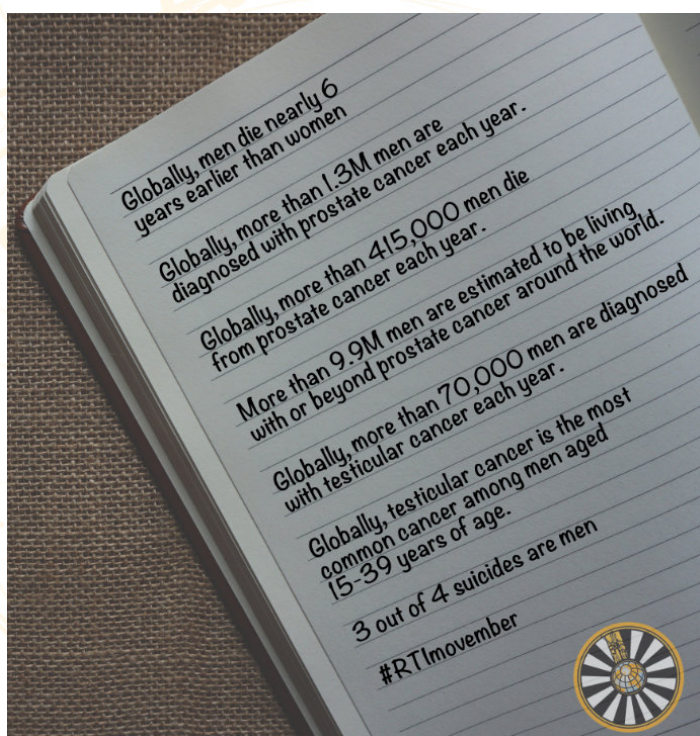 Globally, men die nearly 6
years earlier than women
Globally, more than 1.3M men are
diagnosed with prostate cancer each year.
Globally, more than 415,000 men die
from prostate cancer each year.
More than 9.9M men are estimated to be living
with or beyond prostate cancer around the world.
Globally, more than 70,000 men are diagnosed
with testicular cancer each year.
Globally, testicular cancer is the most
common cancer among men aged
15-39 years of age.
3 out of 4 suicides are men
#RTImovember